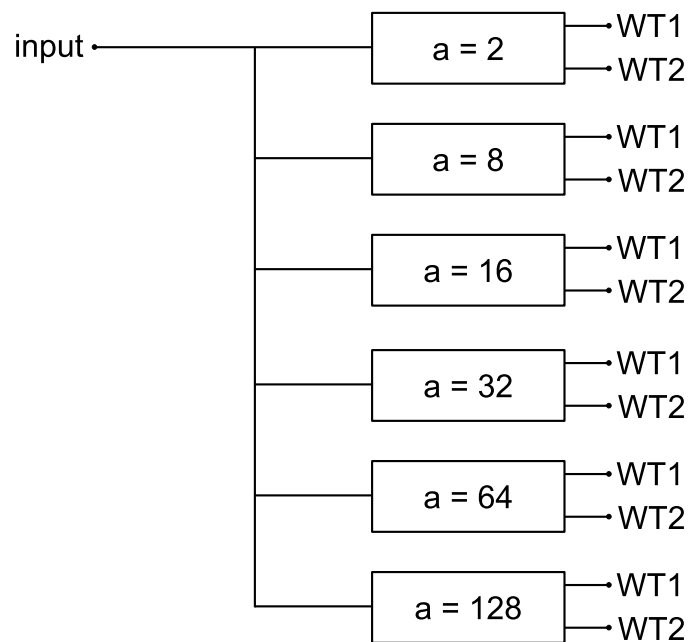 input
a = 2
WT1
WT2
a = 8
WT1
WT2
a = 16
WT1
WT2
a = 32
WT1
WT2
a = 64
WT1
WT2
a = 128
WT1
WT2